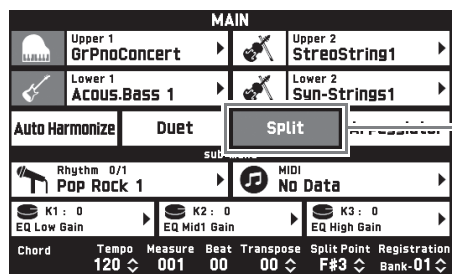 MAIN
Upper 1
GrPnoConcert
Upper 2
StreoString1
Lower 1
Acous.Bass 1
Lower 2
Syn-Strings1
Auto Harmonize Duet Split Arpeggiator
Rhythm 0/1
Pop Rock 1
MIDI
No Data
K1: 0
EQ Low Gain
K2: 0
EQ Mid1 Gain
K3: 0
EQ High Gain
Chord Tempo Measure Beat Transpose Split Point Registration
120 001 00 00 F#3 Bank-01